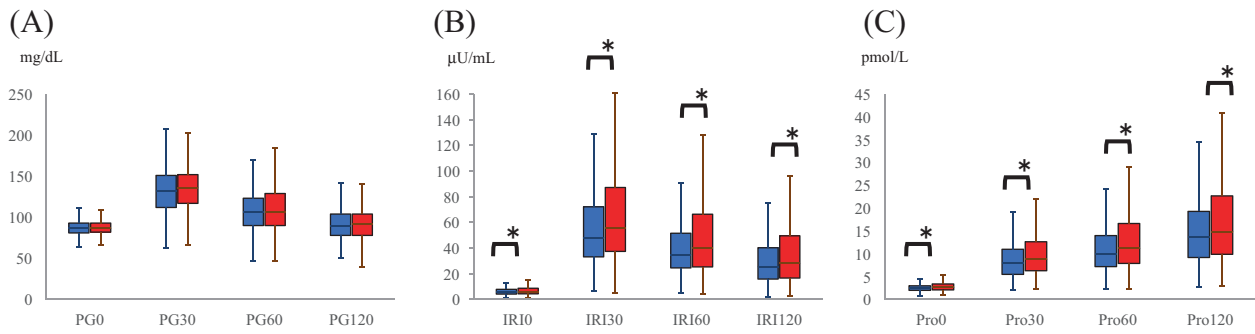 (A)
mg/dL
250
200
150
100
50
0
PG0 PG30 PG60 PG120
(B)
μU/mL
160
140
120
100
80
60
40
20
0
* * * *
IRI0 IRI30 IRI60 IRI120
(C)
pmol/L
45
40
35
30
25
20
15
10
5
0
* * * *
Pro0 Pro30 Pro60 Pro120